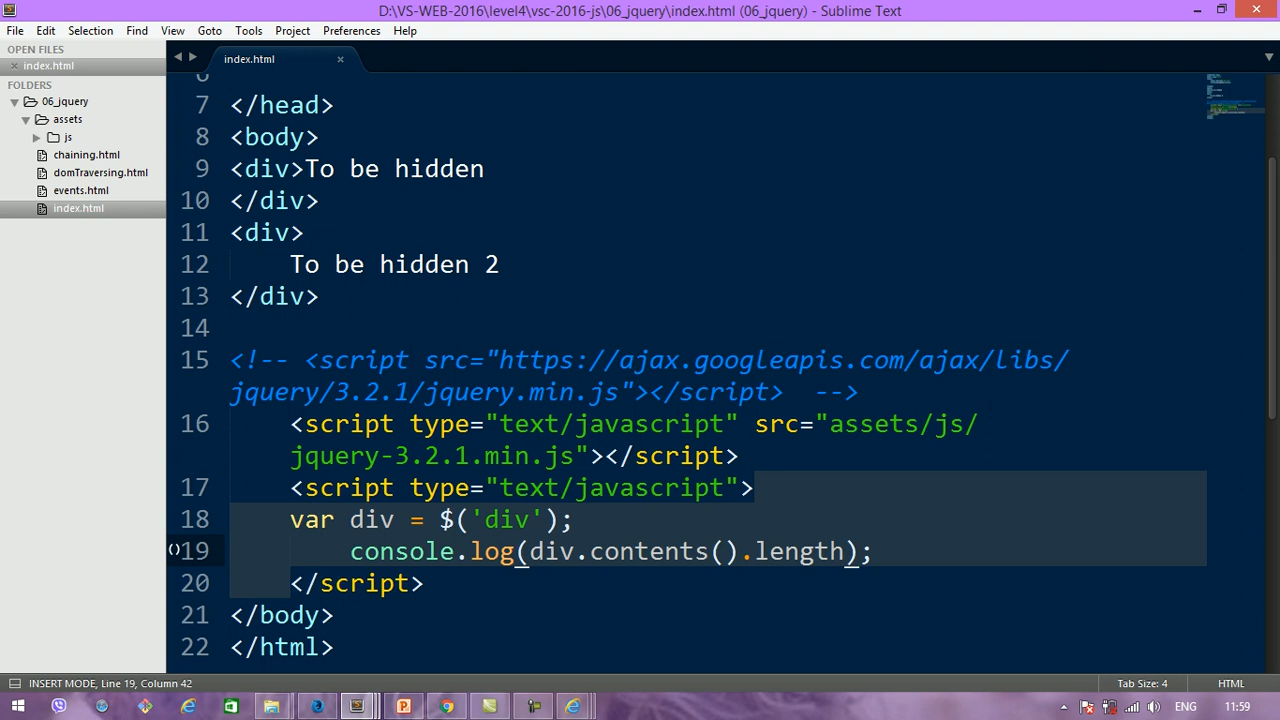 D:\VS-WEB-2016\level4\vsc-2016-js\06_jquery\index.html (06_jquery) - Sublime Text
File Edit Selection Find View Goto Tools Project Preferences Help
OPEN FILES
index.html
FOLDERS
06_jquery
assets
js
chaining.html
domTraversing.html
events.html
index.html
index.html
6
7 </head>
8 <body>
9 <div>To be hidden
10 </div>
11 <div>
12 To be hidden 2
13 </div>
14
15 <!-- <script src="https://ajax.googleapis.com/ajax/libs/
jquery/3.2.1/jquery.min.js"></script>  -->
16 <script type="text/javascript" src="assets/js/
jquery-3.2.1.min.js"></script>
17 <script type="text/javascript">
18 var div = $('div');
19 console.log(div.contents().length);
20 </script>
21 </body>
22 </html>
INSERT MODE, Line 19, Column 42
Tab Size: 4
HTML
ENG
11:59